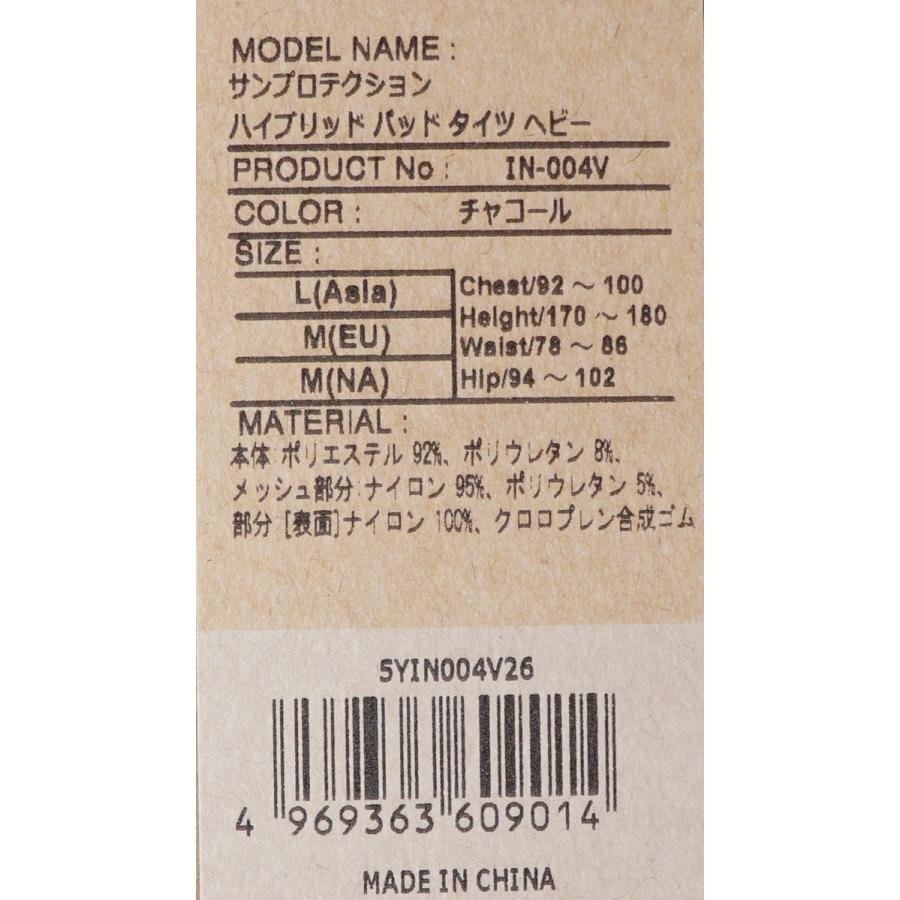 MODEL NAME :
サンプロテクション
ハイブリッド パッド タイツ ヘビー
PRODUCT No : IN-004V
COLOR : チャコール
SIZE :
L(Asia)
M(EU)
M(NA)
Chest/92 ～ 100
Height/170 ～ 180
Waist/78 ～ 86
Hip/94 ～ 102
MATERIAL :
本体:ポリエステル 92%、ポリウレタン 8%、
メッシュ部分:ナイロン 95%、ポリウレタン 5%、
部分:[表面]ナイロン 100%、クロロプレン合成ゴム
5YIN004V26
4 969363 609014
MADE IN CHINA